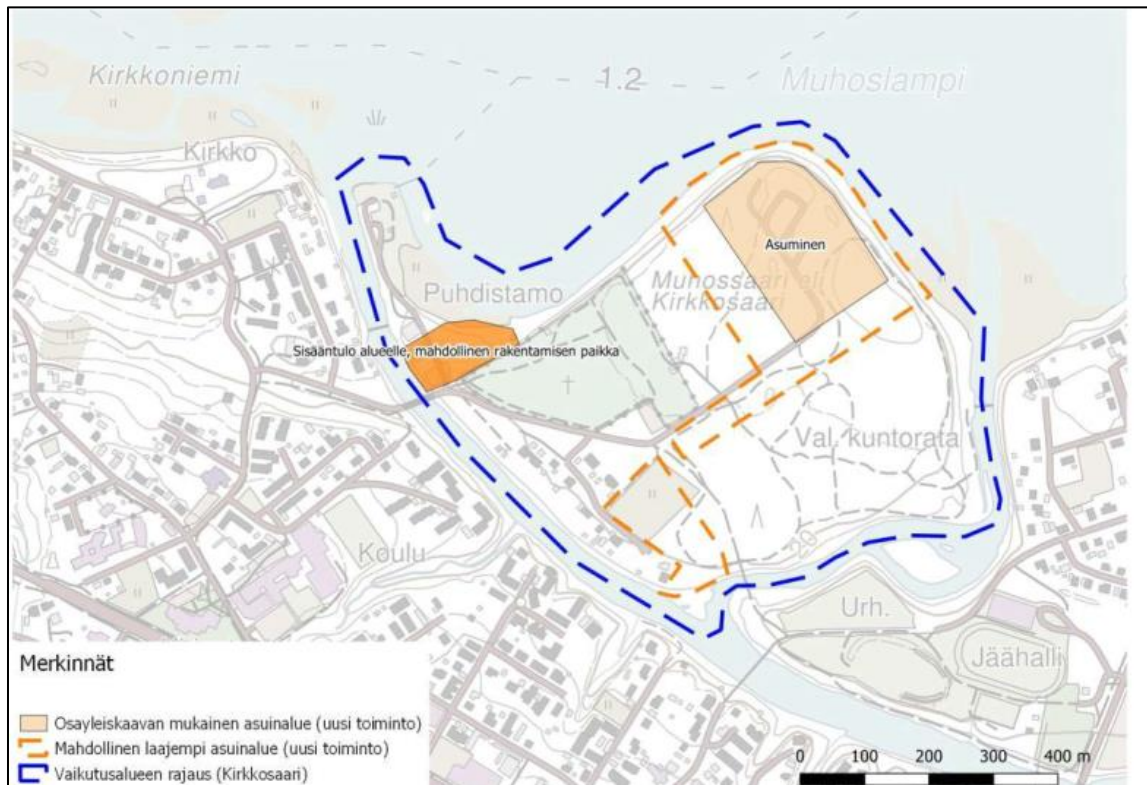 Kirkkoniemi
1.2
Muhoslampi
Kirkko
Asuminen
Muhossaari eli
Kirkkosaari
Puhdistamo
Sisääntulo alueelle, mahdollinen rakentamisen paikka
Val. kuntorata
Koulu
Urh.
Jäähalli
Merkinnät
Osayleiskaavan mukainen asuinalue (uusi toiminto)
Mahdollinen laajempi asuinalue (uusi toiminto)
Vaikutusalueen rajaus (Kirkkosaari)
0 100 200 300 400 m